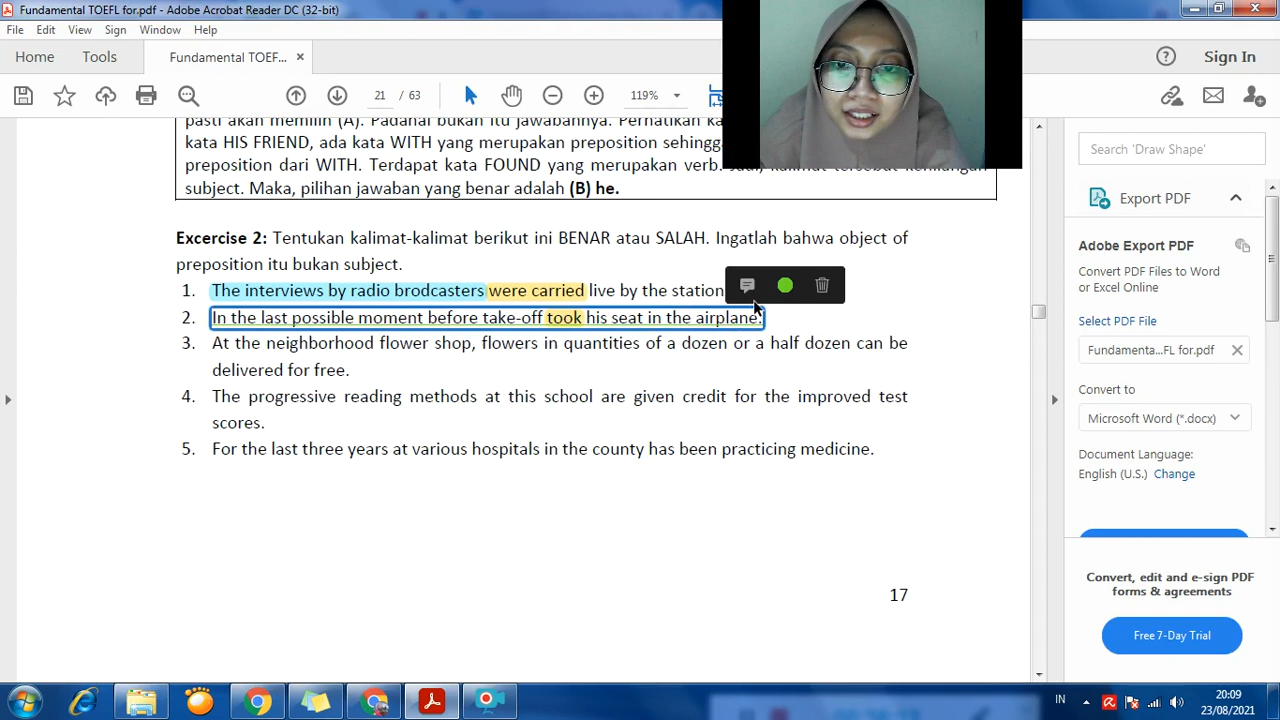 Fundamental TOEFL for.pdf - Adobe Acrobat Reader DC (32-bit)
File Edit View Sign Window Help
Home Tools Fundamental TOEF... × Sign In
21 / 63 119%
pasti akan memilih (A). Padahal bukan itu jawabannya. Perhatikan
kata HIS FRIEND, ada kata WITH yang merupakan preposition sehingga
preposition dari WITH. Terdapat kata FOUND yang merupakan verb. Jadi, kalimat tersebut kehilangan
subject. Maka, pilihan jawaban yang benar adalah (B) he.
Excercise 2: Tentukan kalimat-kalimat berikut ini BENAR atau SALAH. Ingatlah bahwa object of
preposition itu bukan subject.
1. The interviews by radio brodcasters were carried live by the station
2. In the last possible moment before take-off took his seat in the airplane.
3. At the neighborhood flower shop, flowers in quantities of a dozen or a half dozen can be
delivered for free.
4. The progressive reading methods at this school are given credit for the improved test
scores.
5. For the last three years at various hospitals in the county has been practicing medicine.
17
Search 'Draw Shape'
Export PDF
Adobe Export PDF
Convert PDF Files to Word
or Excel Online
Select PDF File
Fundamenta...FL for.pdf ×
Convert to
Microsoft Word (*.docx)
Document Language:
English (U.S.) Change
Convert, edit and e-sign PDF
forms & agreements
Free 7-Day Trial
IN
20:09
23/08/2021